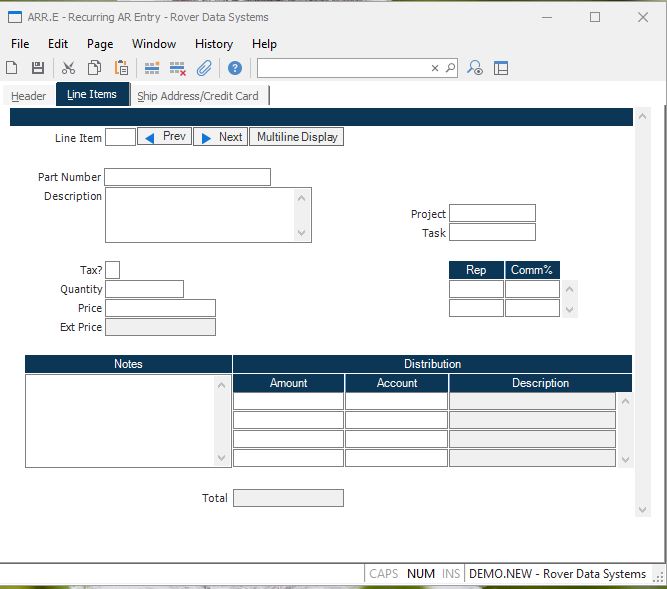 ARR.E - Recurring AR Entry - Rover Data Systems
File Edit Page Window History Help
Header Line Items Ship Address/Credit Card
Line Item Prev Next Multiline Display
Part Number
Description
Project
Task
Tax?
Rep Comm%
Quantity
Price
Ext Price
Notes Distribution
Amount Account Description
Total
CAPS NUM INS DEMO.NEW - Rover Data Systems